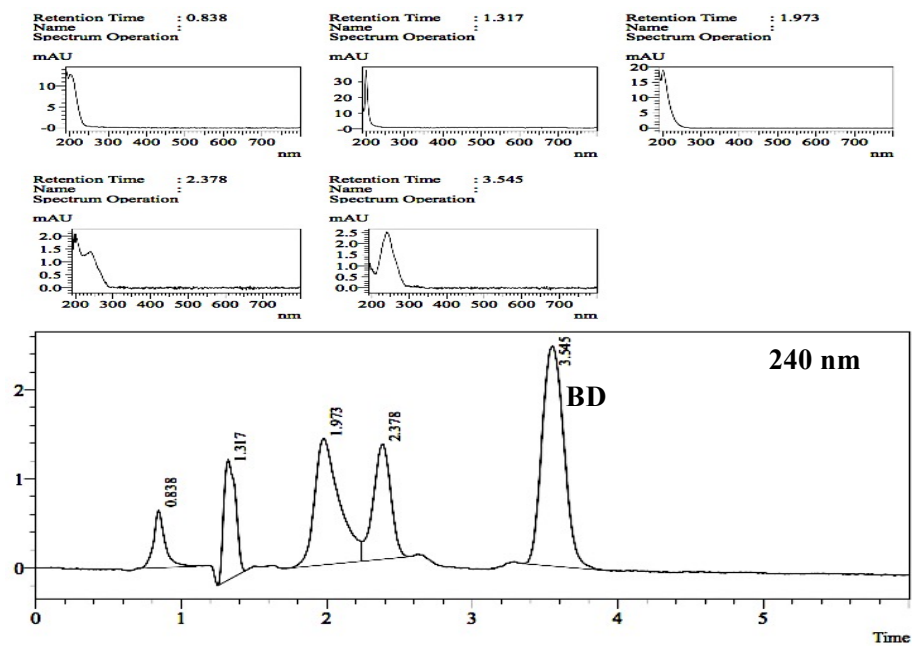 Retention Time : 0.838
Name :
Spectrum Operation
mAU
10
5
-0
200 300 400 500 600 700
nm
Retention Time : 1.317
Name :
Spectrum Operation
mAU
30
20
10
-0
200 300 400 500 600 700
nm
Retention Time : 1.973
Name :
Spectrum Operation
mAU
20
15
10
5
0
200 300 400 500 600 700
nm
Retention Time : 2.378
Name :
Spectrum Operation
mAU
2.0
1.5
1.0
0.5
0.0
200 300 400 500 600 700
nm
Retention Time : 3.545
Name :
Spectrum Operation
mAU
2.5
2.0
1.5
1.0
0.5
0.0
200 300 400 500 600 700
nm
240 nm
BD
0.838
1.317
1.973
2.378
3.545
2
1
0
0 1 2 3 4 5
Time